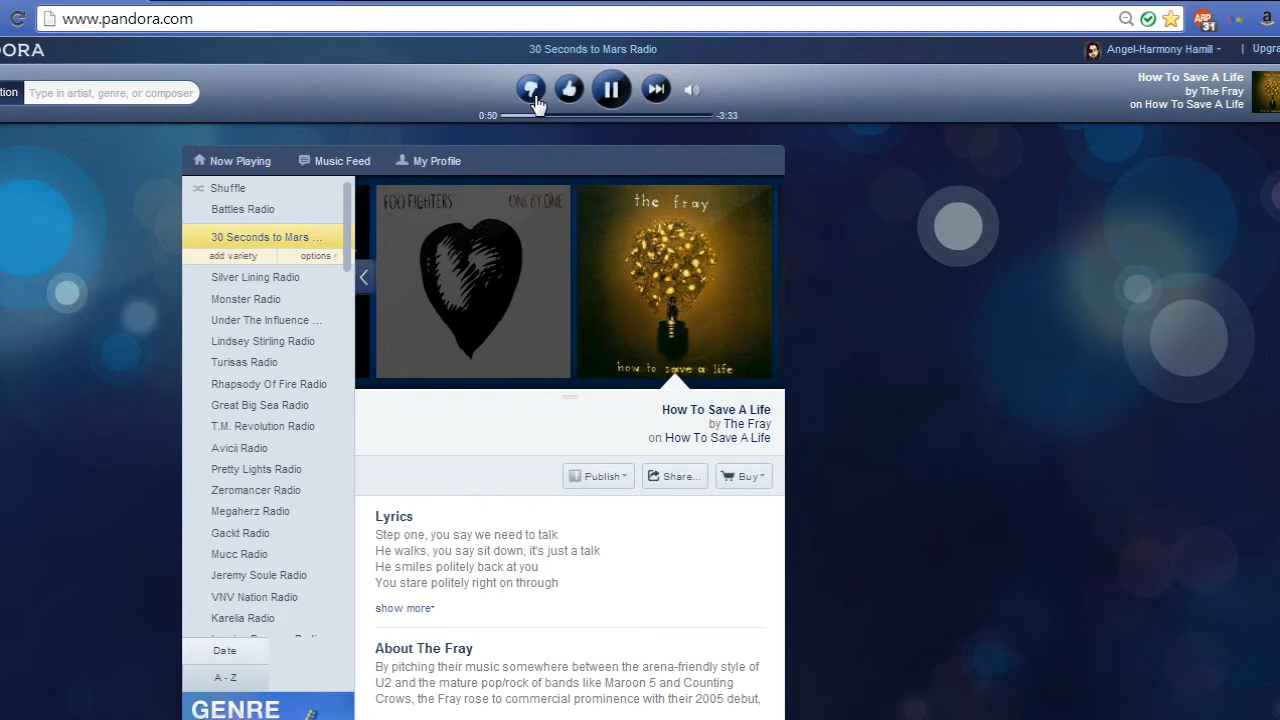 www.pandora.com
ABP
31
ORA
30 Seconds to Mars Radio
Angel-Harmony Hamill
Upgra
tion
Type in artist, genre, or composer
0:50
-3:33
How To Save A Life
by The Fray
on How To Save A Life
Now Playing
Music Feed
My Profile
Shuffle
Battles Radio
30 Seconds to Mars ...
add variety
options
Silver Lining Radio
Monster Radio
Under The Influence ...
Lindsey Stirling Radio
Turisas Radio
Rhapsody Of Fire Radio
Great Big Sea Radio
T.M. Revolution Radio
Avicii Radio
Pretty Lights Radio
Zeromancer Radio
Megaherz Radio
Gackt Radio
Mucc Radio
Jeremy Soule Radio
VNV Nation Radio
Karelia Radio
Date
A - Z
GENRE
FOO FIGHTERS
ONE BY ONE
the fray
how to save a life
How To Save A Life
by The Fray
on How To Save A Life
Publish
Share...
Buy
Lyrics
Step one, you say we need to talk
He walks, you say sit down, it's just a talk
He smiles politely back at you
You stare politely right on through
show more
About The Fray
By pitching their music somewhere between the arena-friendly style of
U2 and the mature pop/rock of bands like Maroon 5 and Counting
Crows, the Fray rose to commercial prominence with their 2005 debut,